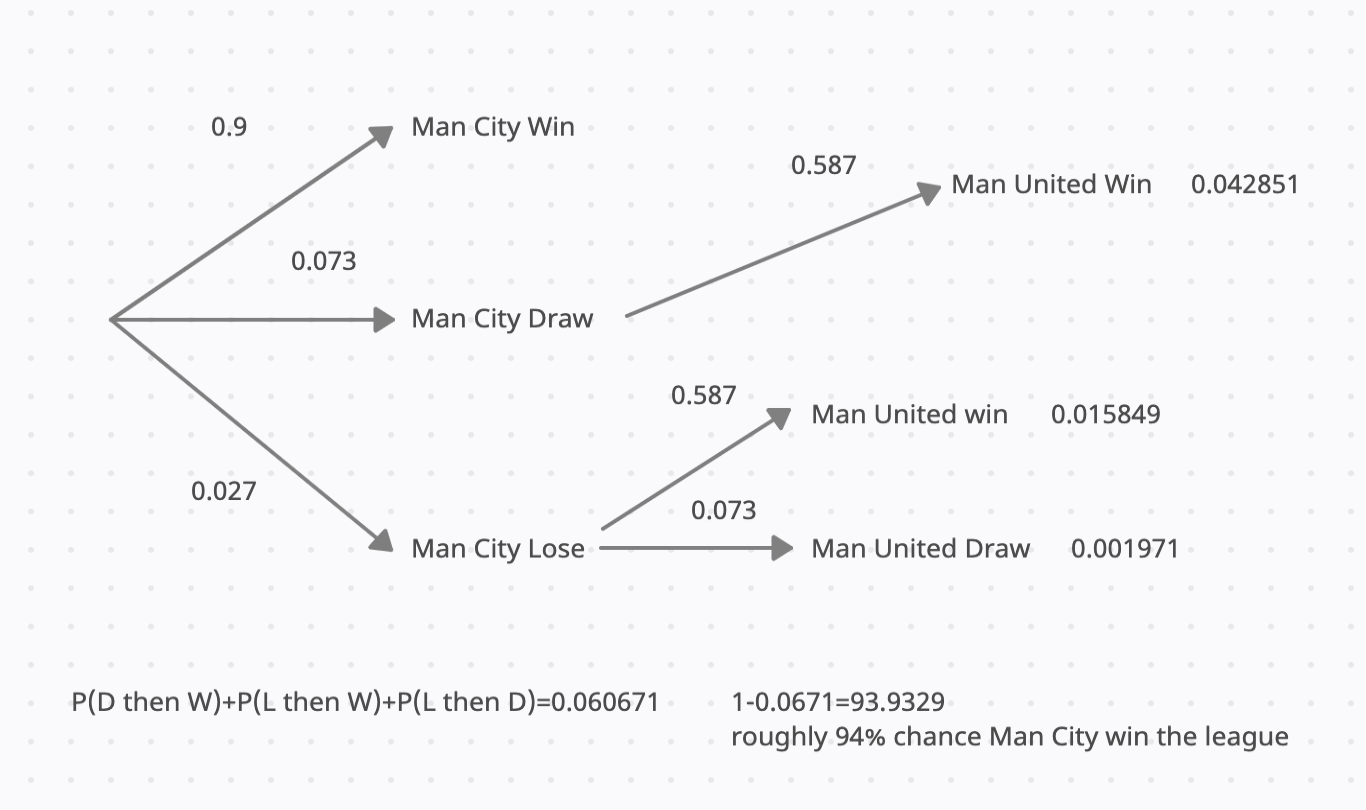 0.9
Man City Win
0.587
Man United Win 0.042851
0.073
Man City Draw
0.587
Man United win 0.015849
0.027
0.073
Man City Lose
Man United Draw 0.001971
P(D then W)+P(L then W)+P(L then D)=0.060671
1-0.0671=93.9329
roughly 94% chance Man City win the league